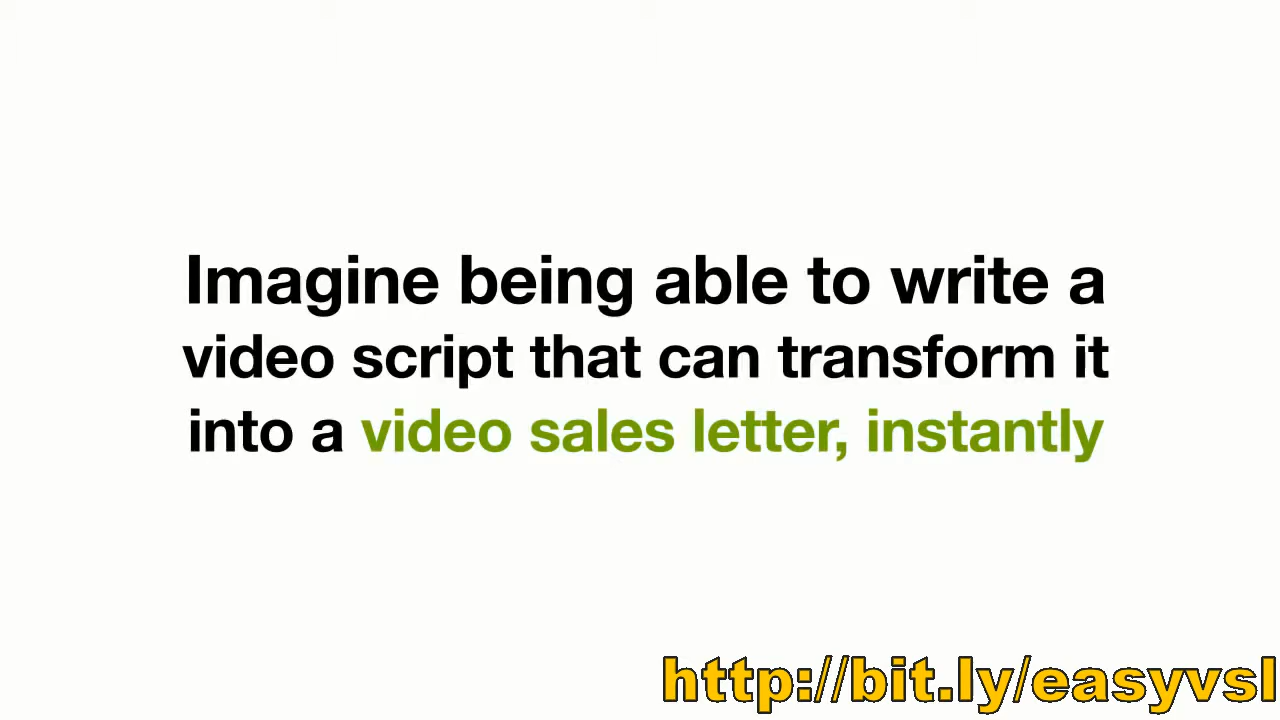 Imagine being able to write a
video script that can transform it
into a video sales letter, instantly
http://bit.ly/easyvsl